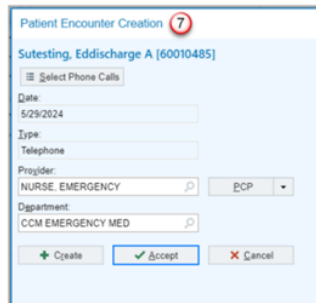 Patient Encounter Creation 7
Sutesting, Eddischarge A [60010485]
Select Phone Calls
Date:
5/29/2024
Type:
Telephone
Provider:
NURSE, EMERGENCY PCP
Department:
CCM EMERGENCY MED
Create Accept Cancel